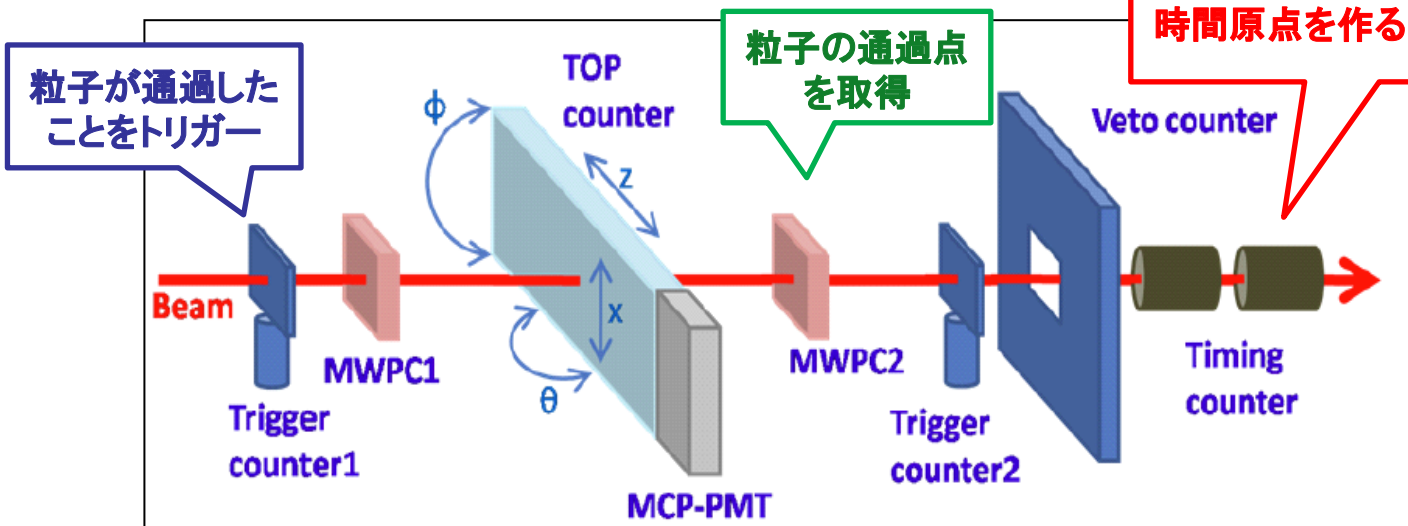 時間原点を作る
粒子が通過した
ことをトリガー
粒子の通過点
を取得
TOP
counter
Veto counter
ϕ
z
x
θ
Beam
MWPC1
MWPC2
Trigger
counter1
MCP-PMT
Trigger
counter2
Timing
counter